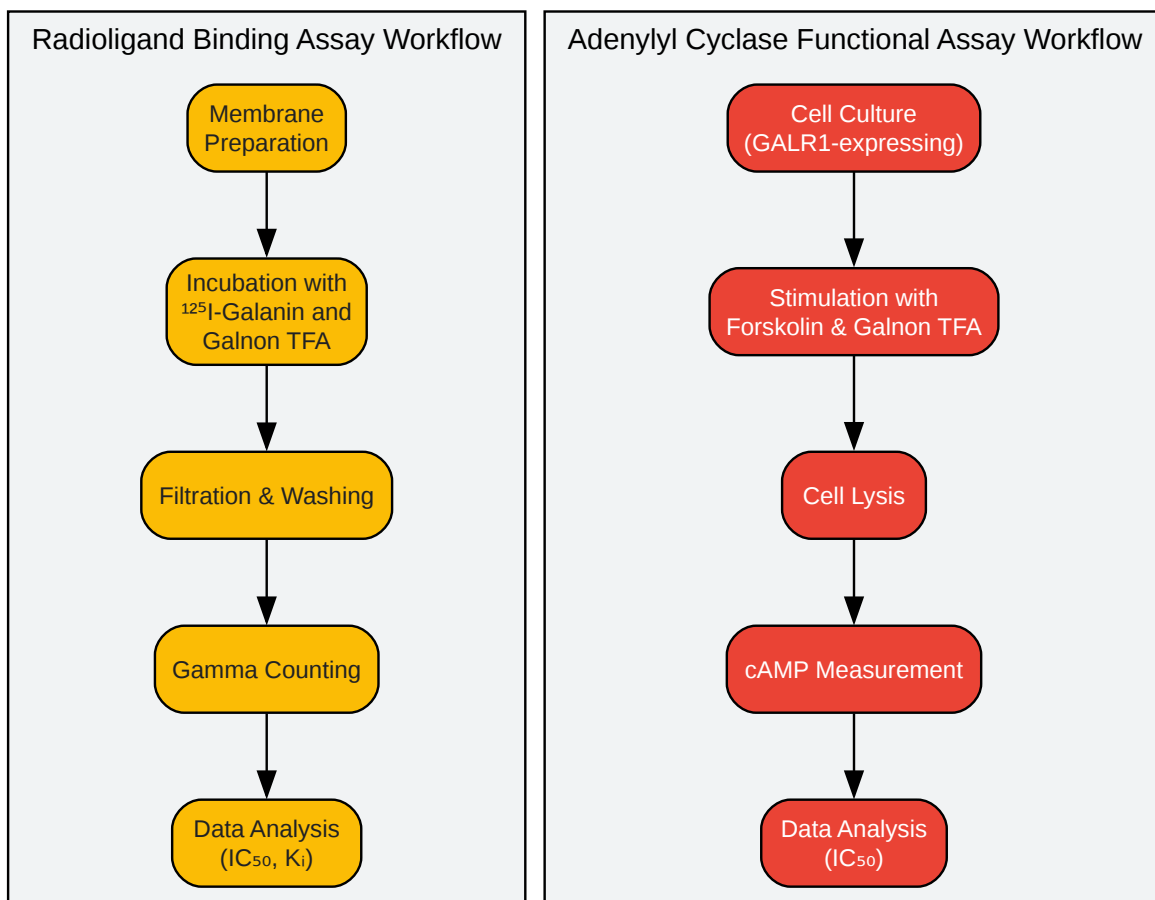 Radioligand Binding Assay Workflow
Membrane
Preparation
Incubation with
¹²⁵I-Galanin and
Galnon TFA
Filtration & Washing
Gamma Counting
Data Analysis
(IC₅₀, Kᵢ)
Adenylyl Cyclase Functional Assay Workflow
Cell Culture
(GALR1-expressing)
Stimulation with
Forskolin & Galnon TFA
Cell Lysis
cAMP Measurement
Data Analysis
(IC₅₀)